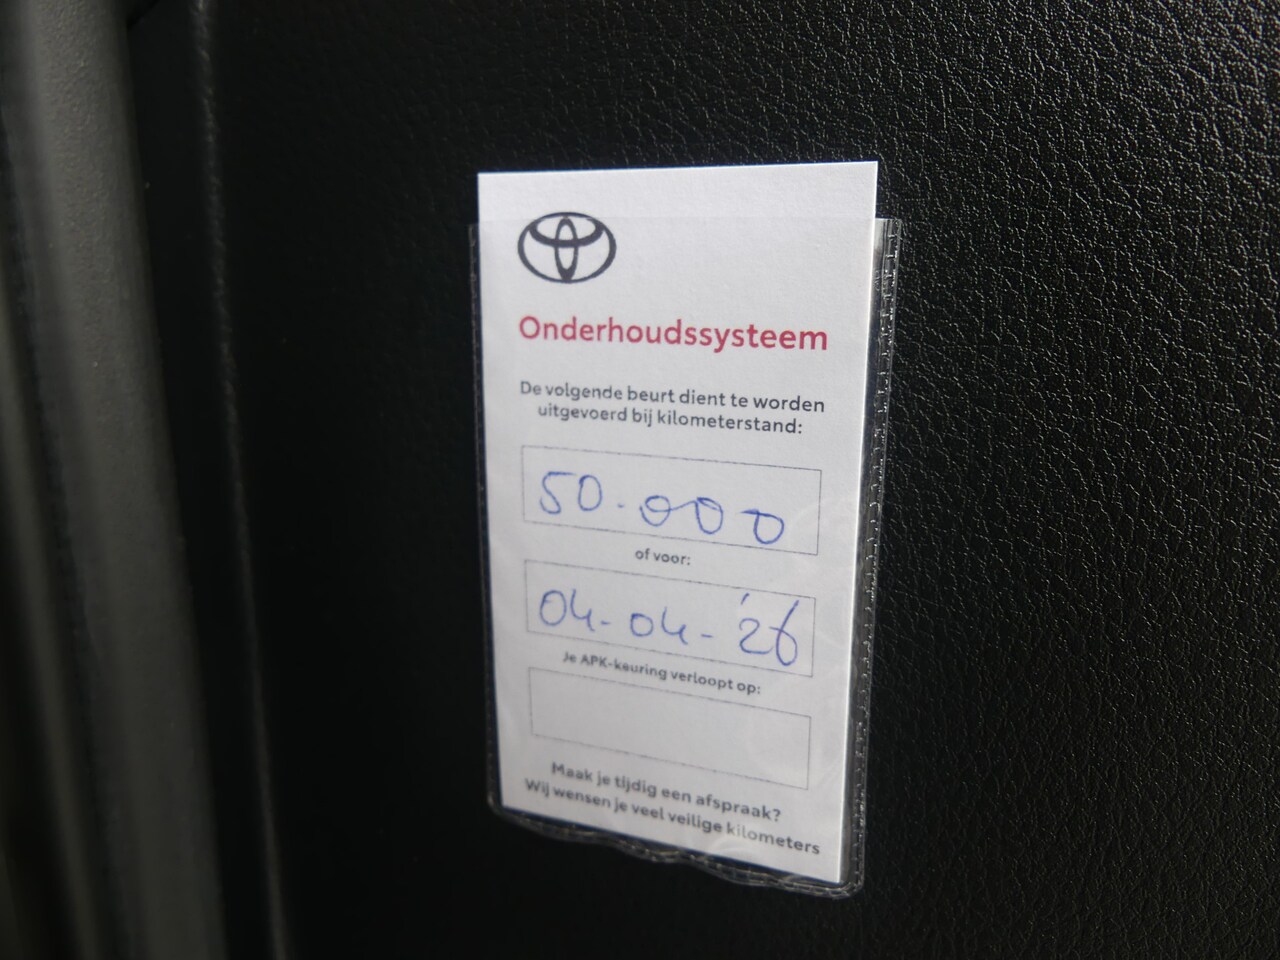 Onderhoudssysteem
De volgende beurt dient te worden
uitgevoerd bij kilometerstand:
50.000
of voor:
04-04-'26
Je APK-keuring verloopt op:
Maak je tijdig een afspraak?
Wij wensen je veel veilige kilometers